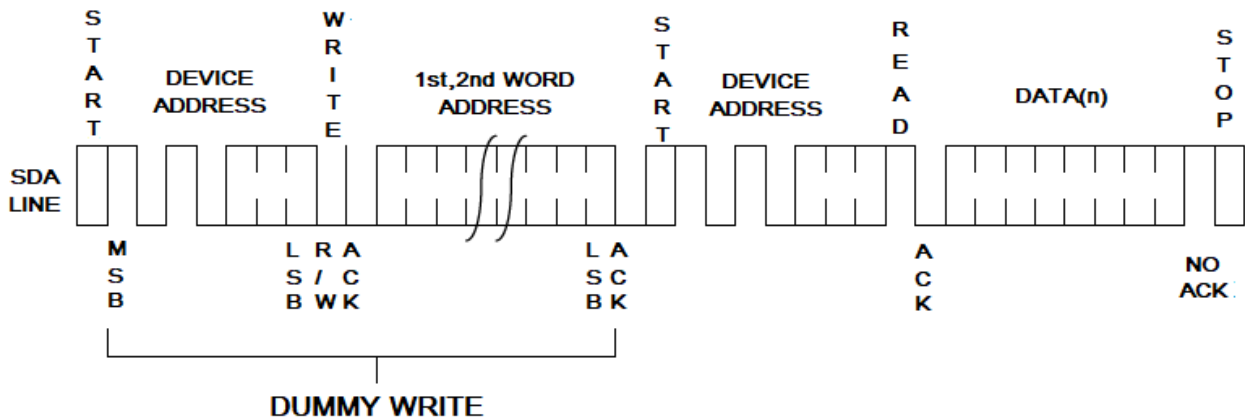 START
WRITE
START
READ
STOP
DEVICE
ADDRESS
1st,2nd WORD
ADDRESS
DEVICE
ADDRESS
DATA(n)
SDA
LINE
MSB
LSB
R/W
ACK
LSB
ACK
ACK
NO
ACK
DUMMY WRITE